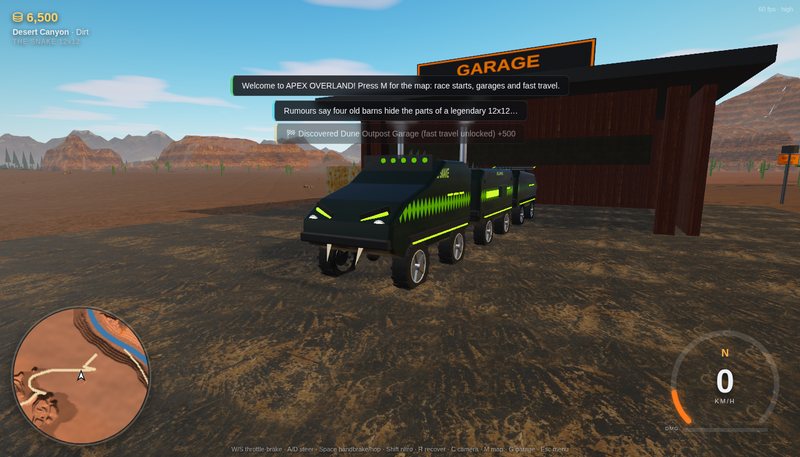 6,500
Desert Canyon · Dirt
THE SNAKE 12x12
60 fps · high
GARAGE
Welcome to APEX OVERLAND! Press M for the map: race starts, garages and fast travel.
Rumours say four old barns hide the parts of a legendary 12x12…
Discovered Dune Outpost Garage (fast travel unlocked) +500
N
0
KM/H
DMG
W/S throttle·brake · A/D steer · Space handbrake/hop · Shift nitro · R recover · C camera · M map · G garage · Esc menu